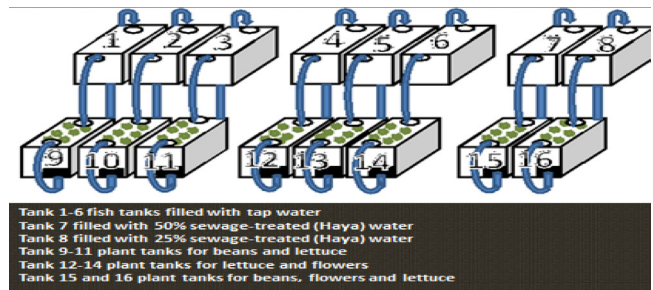 1 2 3 4 5 6 7 8
9 10 11 12 13 14 15 16
Tank 1-6 fish tanks filled with tap water
Tank 7 filled with 50% sewage-treated (Haya) water
Tank 8 filled with 25% sewage-treated (Haya) water
Tank 9-11 plant tanks for beans and lettuce
Tank 12-14 plant tanks for lettuce and flowers
Tank 15 and 16 plant tanks for beans, flowers and lettuce